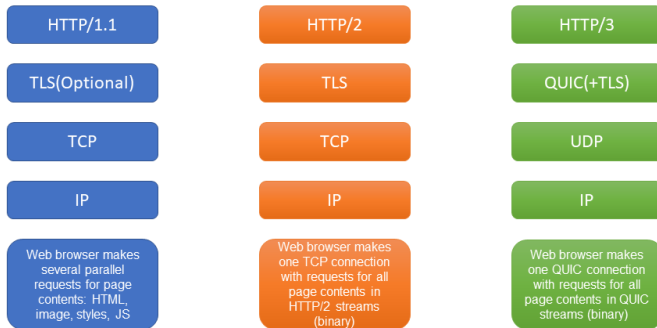 HTTP/1.1
HTTP/2
HTTP/3
TLS(Optional)
TLS
QUIC(+TLS)
TCP
TCP
UDP
IP
IP
IP
Web browser makes
several parallel
requests for page
contents: HTML,
image, styles, JS
Web browser makes
one TCP connection
with requests for all
page contents in
HTTP/2 streams
(binary)
Web browser makes
one QUIC connection
with requests for all
page contents in QUIC
streams (binary)